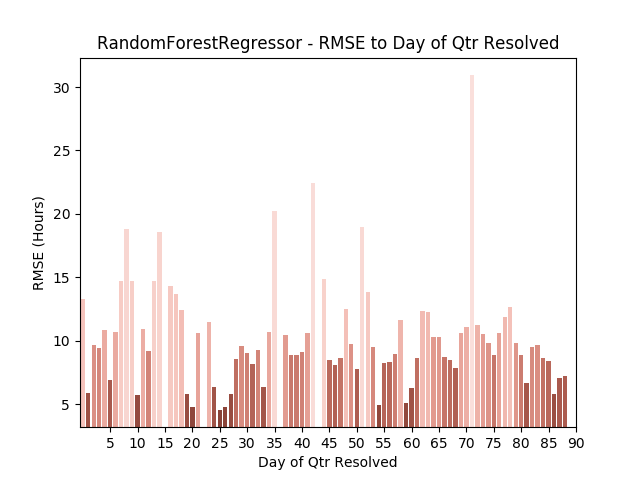 RandomForestRegressor - RMSE to Day of Qtr Resolved
30
25
20
15
10
5
RMSE (Hours)
5 10 15 20 25 30 35 40 45 50 55 60 65 70 75 80 85 90
Day of Qtr Resolved